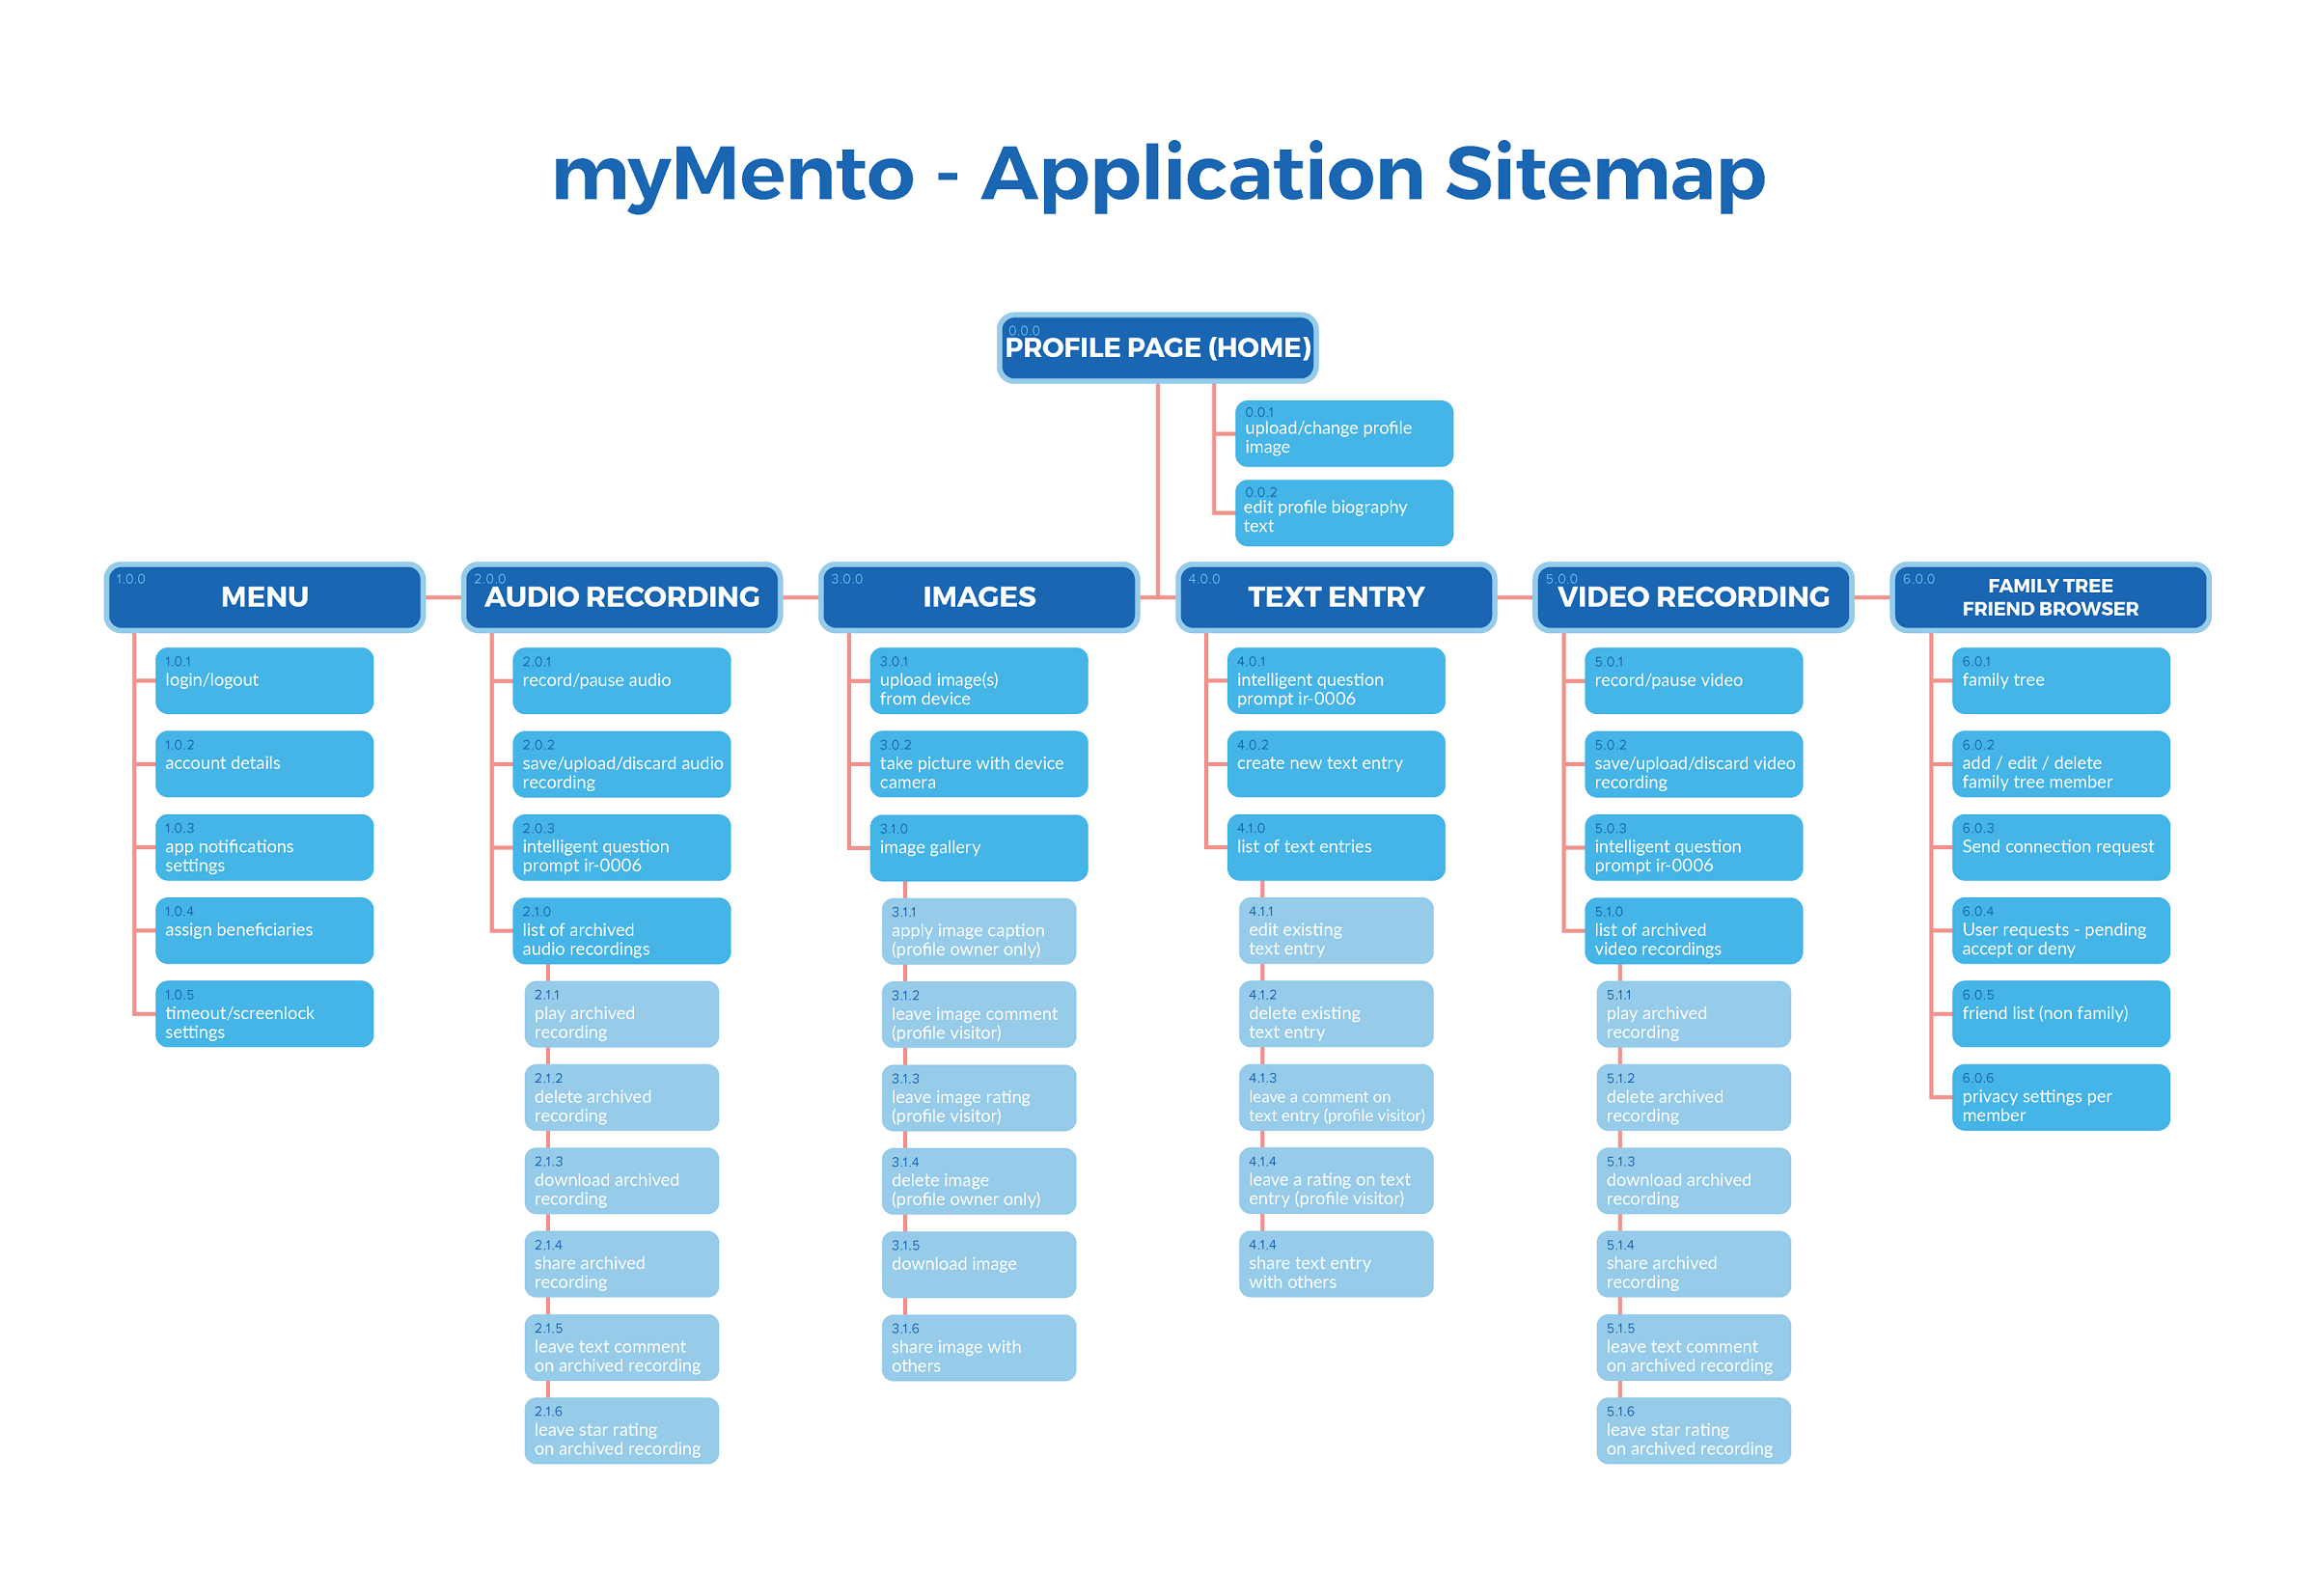 myMento - Application Sitemap
0.0.0
PROFILE PAGE (HOME)
0.0.1
upload/change profile
image
0.0.2
edit profile biography
text
1.0.0
MENU
1.0.1
login/logout
1.0.2
account details
1.0.3
app notifications
settings
1.0.4
assign beneficiaries
1.0.5
timeout/screenlock
settings
2.0.0
AUDIO RECORDING
2.0.1
record/pause audio
2.0.2
save/upload/discard audio
recording
2.0.3
intelligent question
prompt ir-0006
2.1.0
list of archived
audio recordings
2.1.1
play archived
recording
2.1.2
delete archived
recording
2.1.3
download archived
recording
2.1.4
share archived
recording
2.1.5
leave text comment
on archived recording
2.1.6
leave star rating
on archived recording
3.0.0
IMAGES
3.0.1
upload image(s)
from device
3.0.2
take picture with device
camera
3.1.0
image gallery
3.1.1
apply image caption
(profile owner only)
3.1.2
leave image comment
(profile visitor)
3.1.3
leave image rating
(profile visitor)
3.1.4
delete image
(profile owner only)
3.1.5
download image
3.1.6
share image with
others
4.0.0
TEXT ENTRY
4.0.1
intelligent question
prompt ir-0006
4.0.2
create new text entry
4.1.0
list of text entries
4.1.1
edit existing
text entry
4.1.2
delete existing
text entry
4.1.3
leave a comment on
text entry (profile visitor)
4.1.4
leave a rating on text
entry (profile visitor)
4.1.4
share text entry
with others
5.0.0
VIDEO RECORDING
5.0.1
record/pause video
5.0.2
save/upload/discard video
recording
5.0.3
intelligent question
prompt ir-0006
5.1.0
list of archived
video recordings
5.1.1
play archived
recording
5.1.2
delete archived
recording
5.1.3
download archived
recording
5.1.4
share archived
recording
5.1.5
leave text comment
on archived recording
5.1.6
leave star rating
on archived recording
6.0.0
FAMILY TREE
FRIEND BROWSER
6.0.1
family tree
6.0.2
add / edit / delete
family tree member
6.0.3
Send connection request
6.0.4
User requests - pending
accept or deny
6.0.5
friend list (non family)
6.0.6
privacy settings per
member